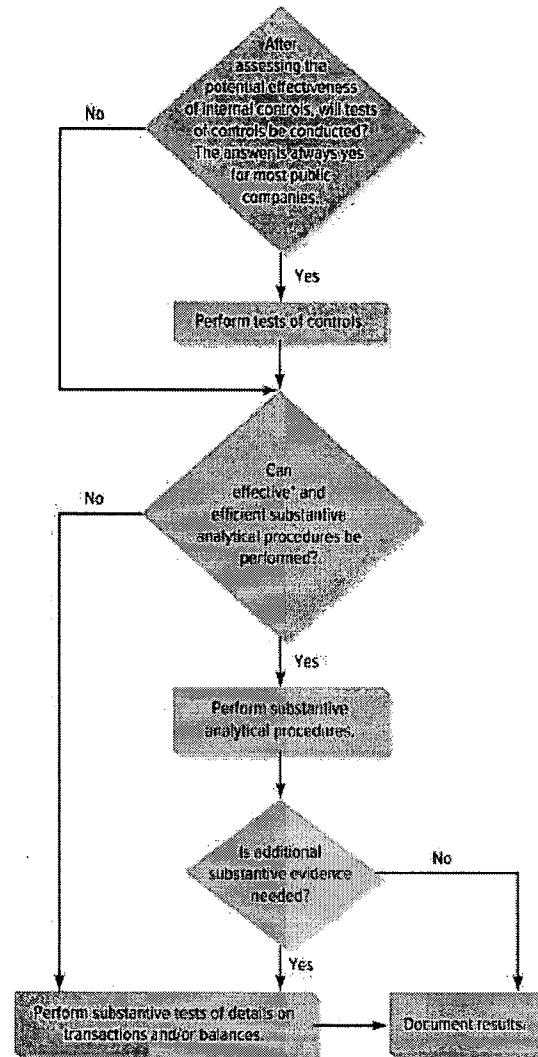 After
assessing the
potential effectiveness
of internal controls, will tests
of controls be conducted?
The answer is always yes
for most public
companies.
No
Yes
Perform tests of controls.
Can
effective* and
efficient substantive
analytical procedures be
performed?
No
Yes
Perform substantive
analytical procedures.
Is additional
substantive evidence
needed?
No
Yes
Perform substantive tests of details on
transactions and/or balances.
Document results.